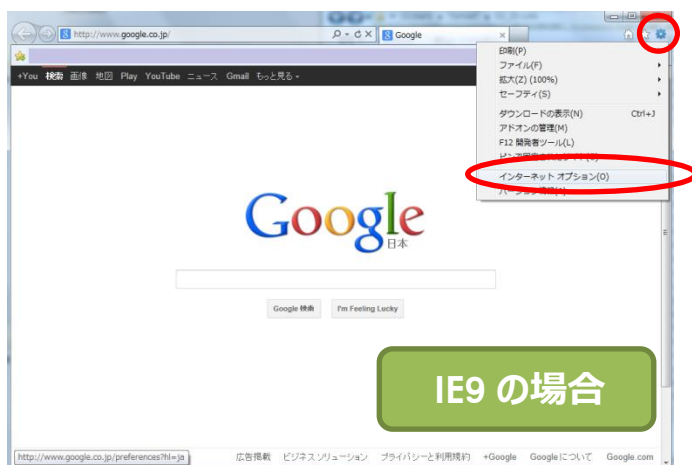 http://www.google.co.jp/
Google
+You 検索 画像 地図 Play YouTube ニュース Gmail もっと見る
印刷(P)
ファイル(F)
拡大(Z) (100%)
セーフティ(S)
ダウンロードの表示(N) Ctrl+J
アドオンの管理(M)
F12 開発者ツール(L)
インターネット オプション(O)
Google
日本
Google 検索 I'm Feeling Lucky
IE9 の場合
http://www.google.co.jp/preferences?hl=ja
広告掲載 ビジネス ソリューション プライバシーと利用規約 +Google Google について Google.com